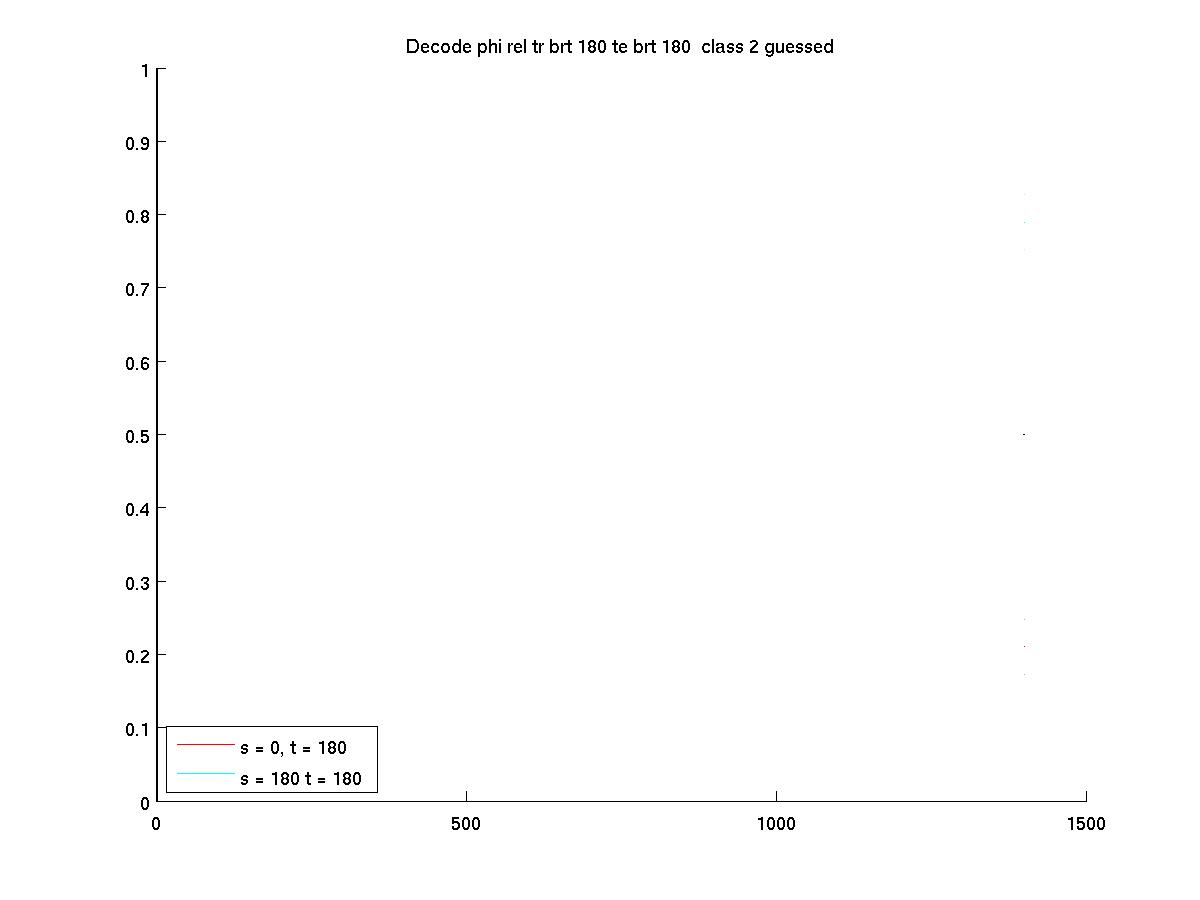 Decode phi rel tr brt 180 te brt 180  class 2 guessed
1
0.9
0.8
0.7
0.6
0.5
0.4
0.3
0.2
0.1
0
s = 0, t = 180
s = 180 t = 180
0 500 1000 1500